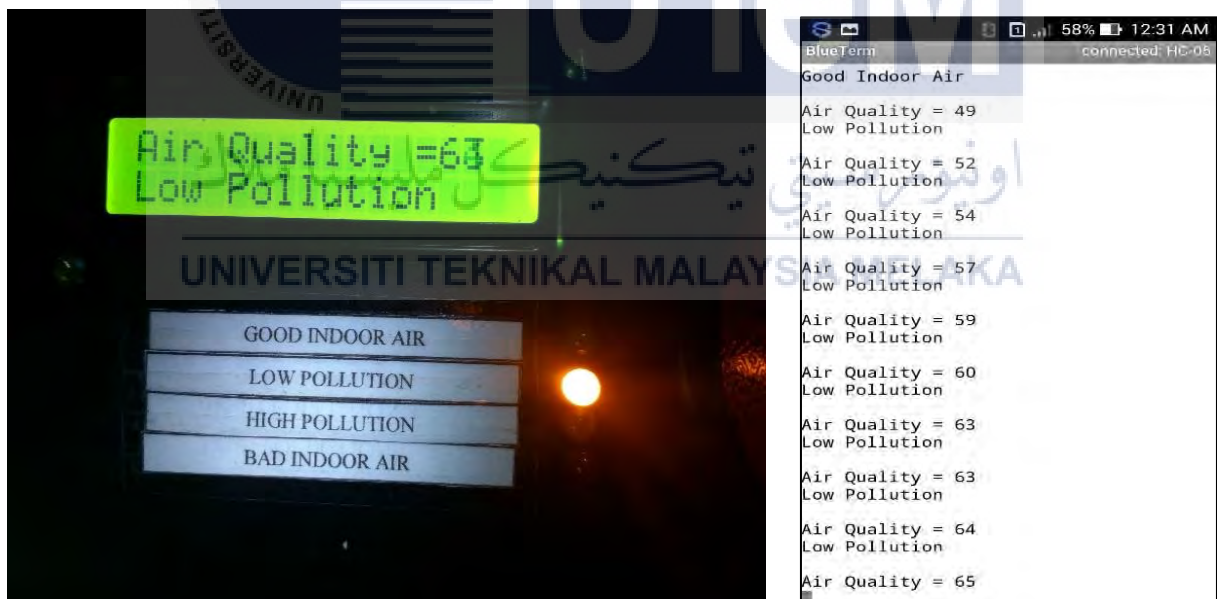 UTeM
UNIVERSITI
اونيورسيتي تيكنيكل مليسيا ملاك
UNIVERSITI TEKNIKAL MALAYSIA MELAKA
Air Quality =63
Low Pollution
GOOD INDOOR AIR
LOW POLLUTION
HIGH POLLUTION
BAD INDOOR AIR
58% 12:31 AM
BlueTerm connected: HC-05
Good Indoor Air
Air Quality = 49
Low Pollution
Air Quality = 52
Low Pollution
Air Quality = 54
Low Pollution
Air Quality = 57
Low Pollution
Air Quality = 59
Low Pollution
Air Quality = 60
Low Pollution
Air Quality = 63
Low Pollution
Air Quality = 63
Low Pollution
Air Quality = 64
Low Pollution
Air Quality = 65